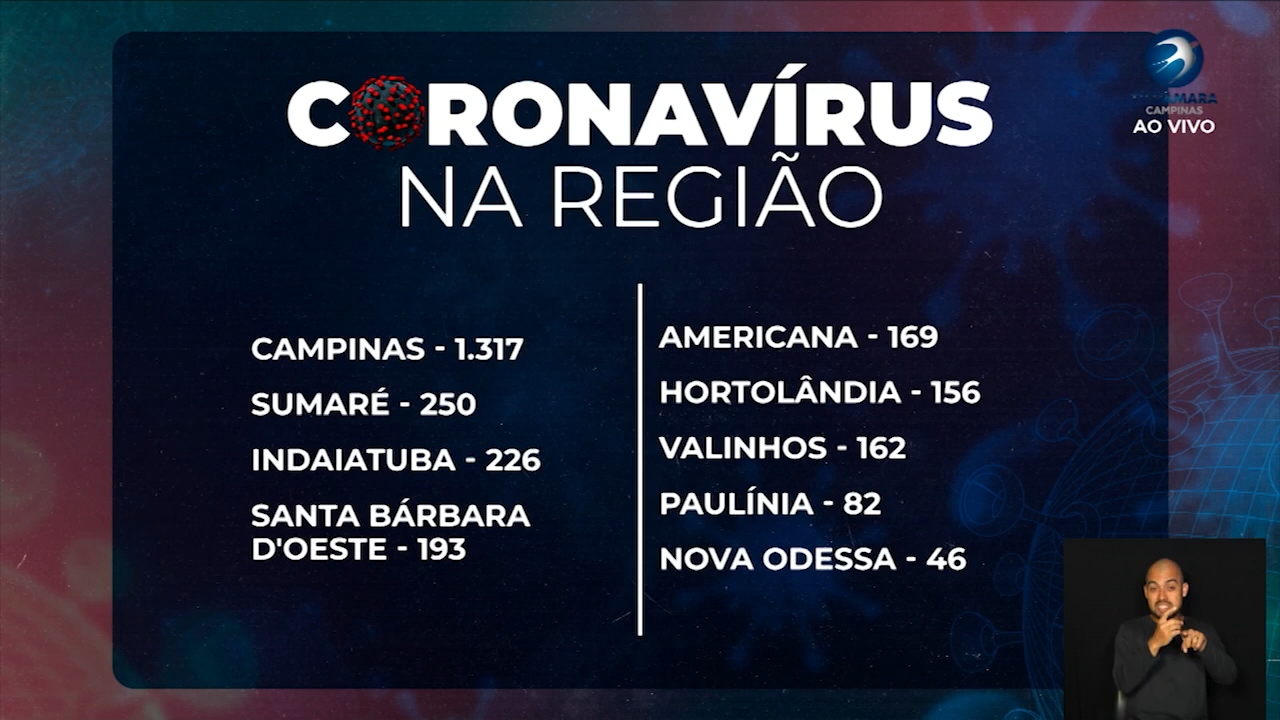 CORONAVÍRUS
NA REGIÃO
CAMPINAS
AO VIVO
CAMPINAS - 1.317
SUMARÉ - 250
INDAIATUBA - 226
SANTA BÁRBARA
D'OESTE - 193
AMERICANA - 169
HORTOLÂNDIA - 156
VALINHOS - 162
PAULÍNIA - 82
NOVA ODESSA - 46